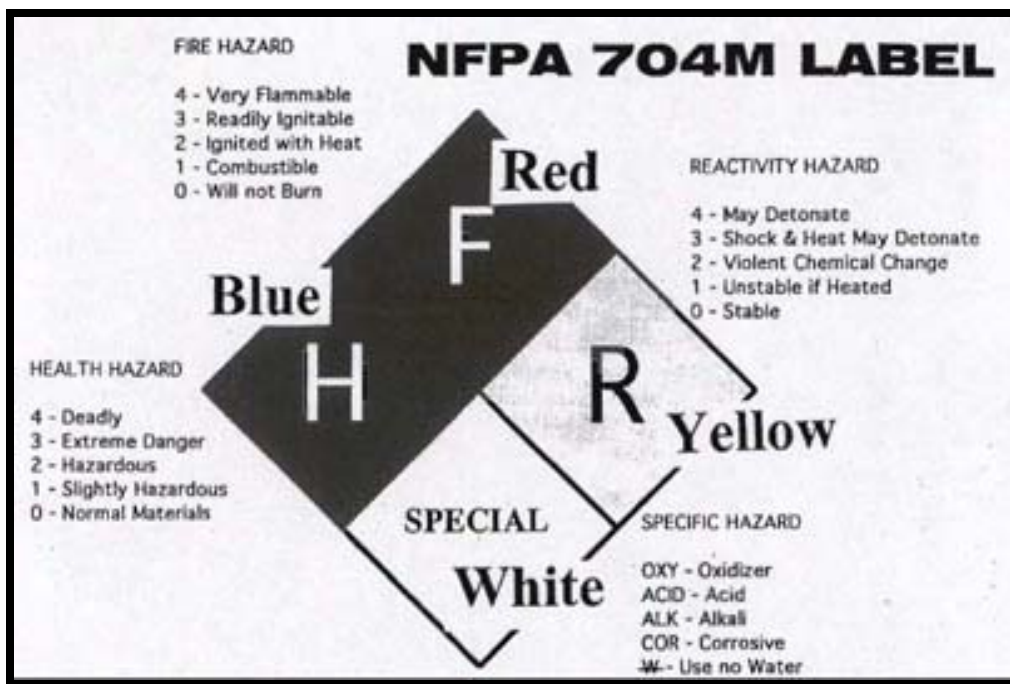 NFPA 704M LABEL
FIRE HAZARD
4 - Very Flammable
3 - Readily Ignitable
2 - Ignited with Heat
1 - Combustible
0 - Will not Burn
Red
F
REACTIVITY HAZARD
4 - May Detonate
3 - Shock & Heat May Detonate
2 - Violent Chemical Change
1 - Unstable if Heated
0 - Stable
Blue
H
R
Yellow
HEALTH HAZARD
4 - Deadly
3 - Extreme Danger
2 - Hazardous
1 - Slightly Hazardous
0 - Normal Materials
SPECIAL
White
SPECIFIC HAZARD
OXY - Oxidizer
ACID - Acid
ALK - Alkali
COR - Corrosive
W - Use no Water